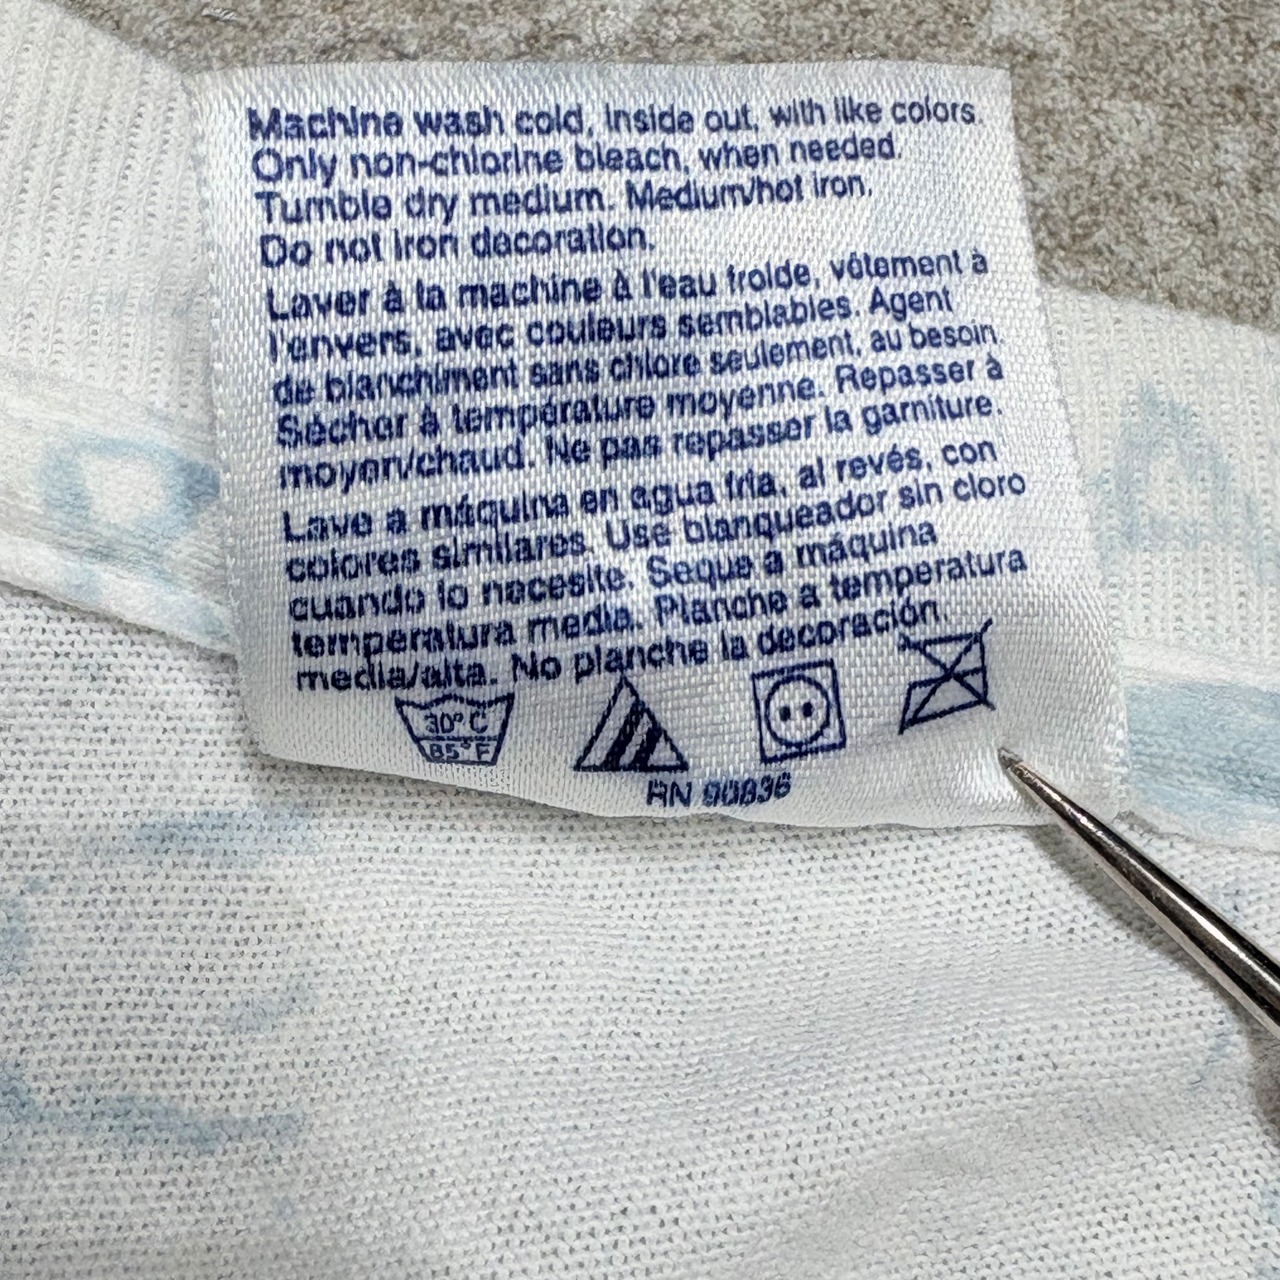 Machine wash cold, inside out, with like colors.
Only non-chlorine bleach, when needed.
Tumble dry medium. Medium/hot iron.
Do not iron decoration.
Laver à la machine à l'eau froide, vêtement à
l'envers, avec couleurs semblables. Agent
de blanchiment sans chlore seulement, au besoin
Sécher à température moyenne. Repasser à
moyen/chaud. Ne pas repasser la garniture.
Lave a máquina en agua fria, al revés, con
colores similares. Use blanqueador sin cloro
cuando lo necesite. Seque a máquina
temperatura media. Planche a temperatura
media/alta. No planche la decoración.
30° C
85° F
RN 90836